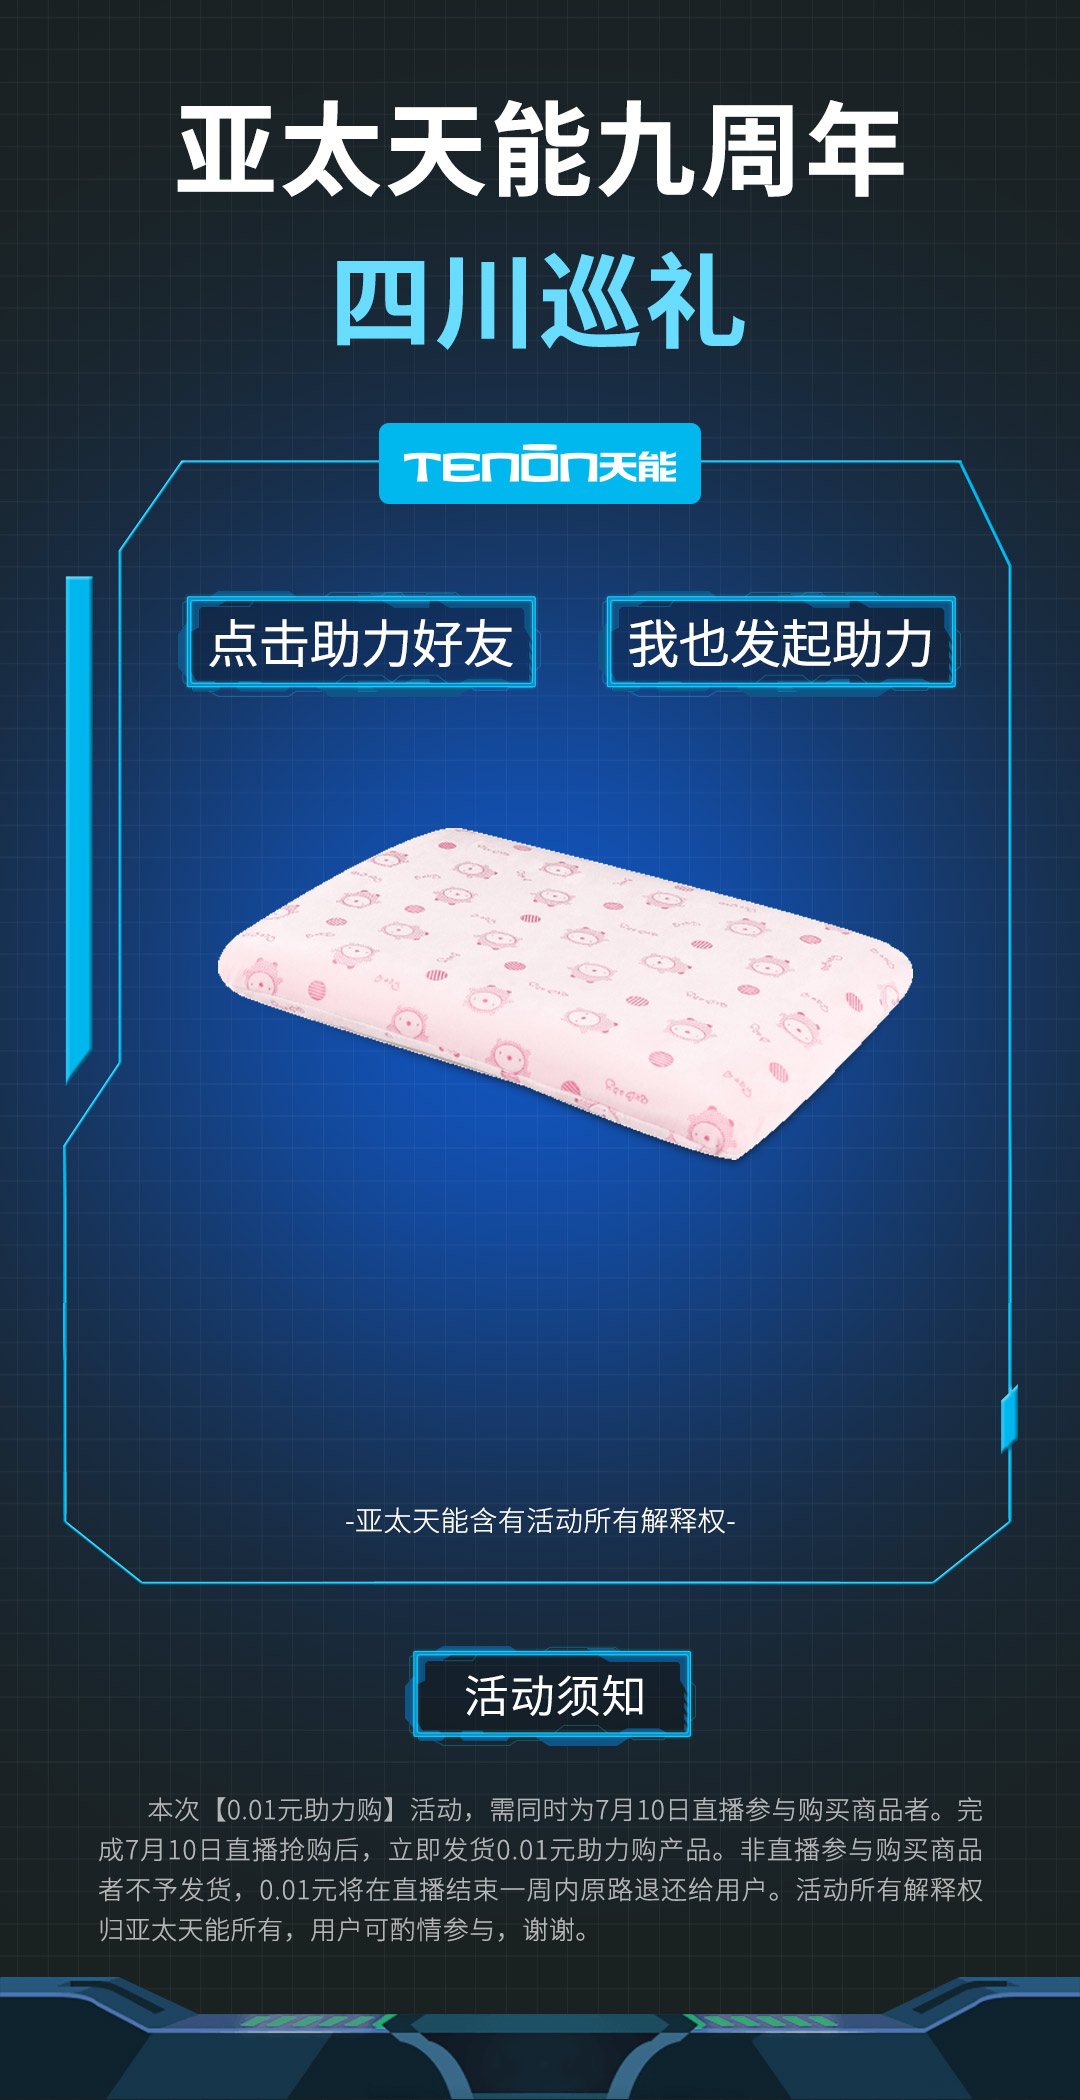 亚太天能九周年
四川巡礼
TENON天能
点击助力好友
我也发起助力
-亚太天能含有活动所有解释权-
活动须知
本次【0.01元助力购】活动，需同时为7月10日直播参与购买商品者。完
成7月10日直播抢购后，立即发货0.01元助力购产品。非直播参与购买商品
者不予发货，0.01元将在直播结束一周内原路退还给用户。活动所有解释权
归亚太天能所有，用户可酌情参与，谢谢。